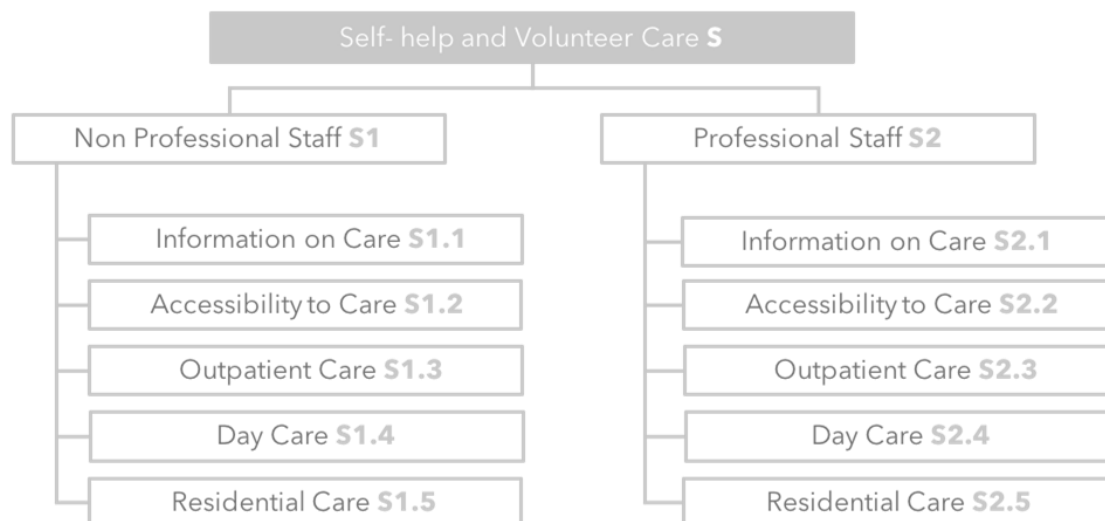 Self- help and Volunteer Care S
Non Professional Staff S1
Professional Staff S2
Information on Care S1.1
Accessibility to Care S1.2
Outpatient Care S1.3
Day Care S1.4
Residential Care S1.5
Information on Care S2.1
Accessibility to Care S2.2
Outpatient Care S2.3
Day Care S2.4
Residential Care S2.5